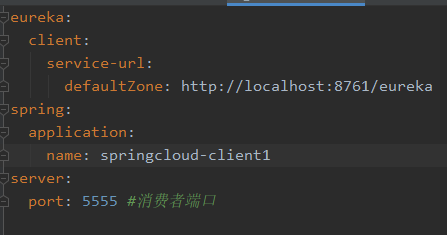 eureka:
  client:
    service-url:
      defaultZone: http://localhost:8761/eureka
spring:
  application:
    name: springcloud-client1
server:
  port: 5555 #消费者端口